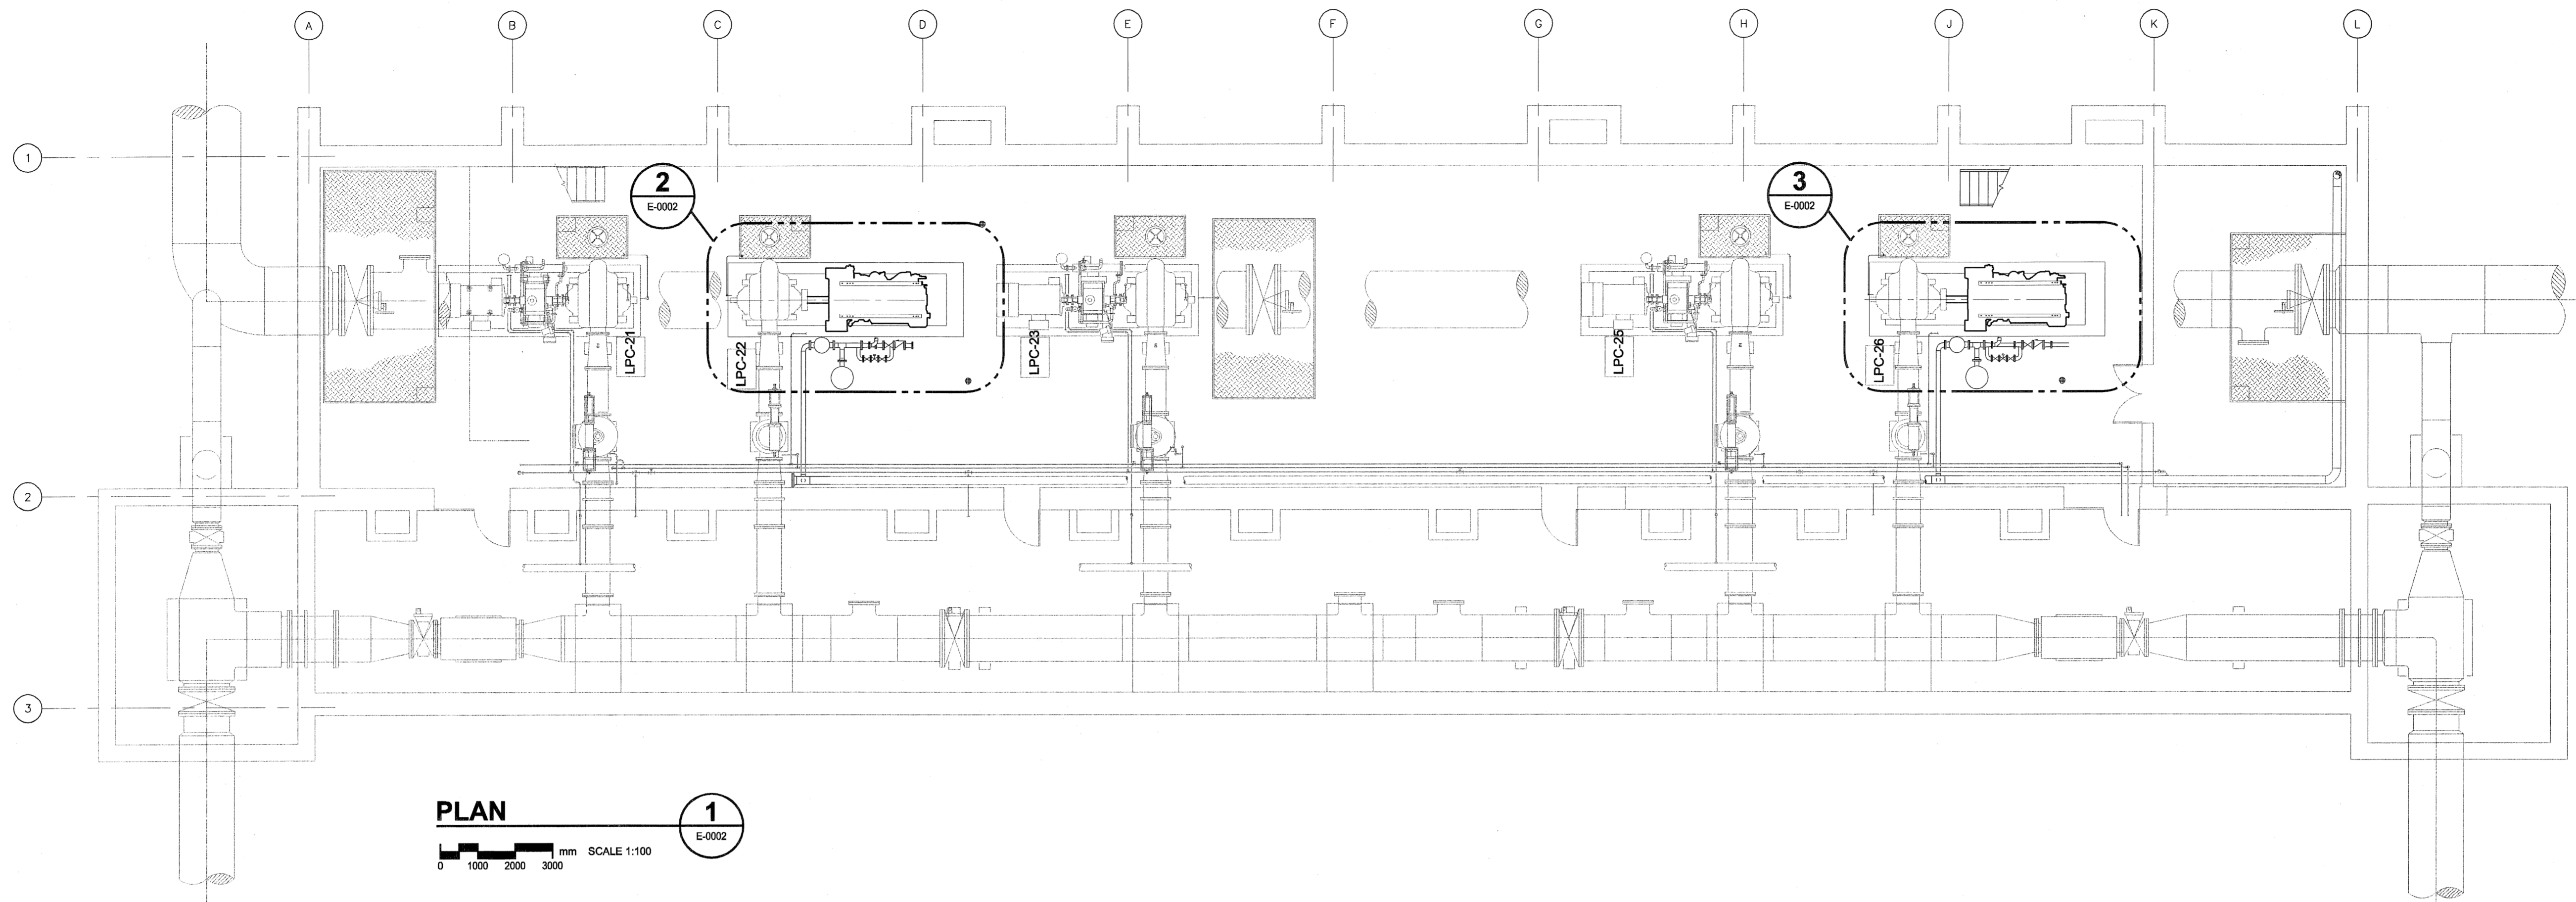 A B C D E F G H J K L
1
2
E-0002
3
E-0002
LPC-21
LPC-22
LPC-23
LPC-25
LPC-26
2
3
PLAN
1
E-0002
0 1000 2000 3000 mm SCALE 1:100